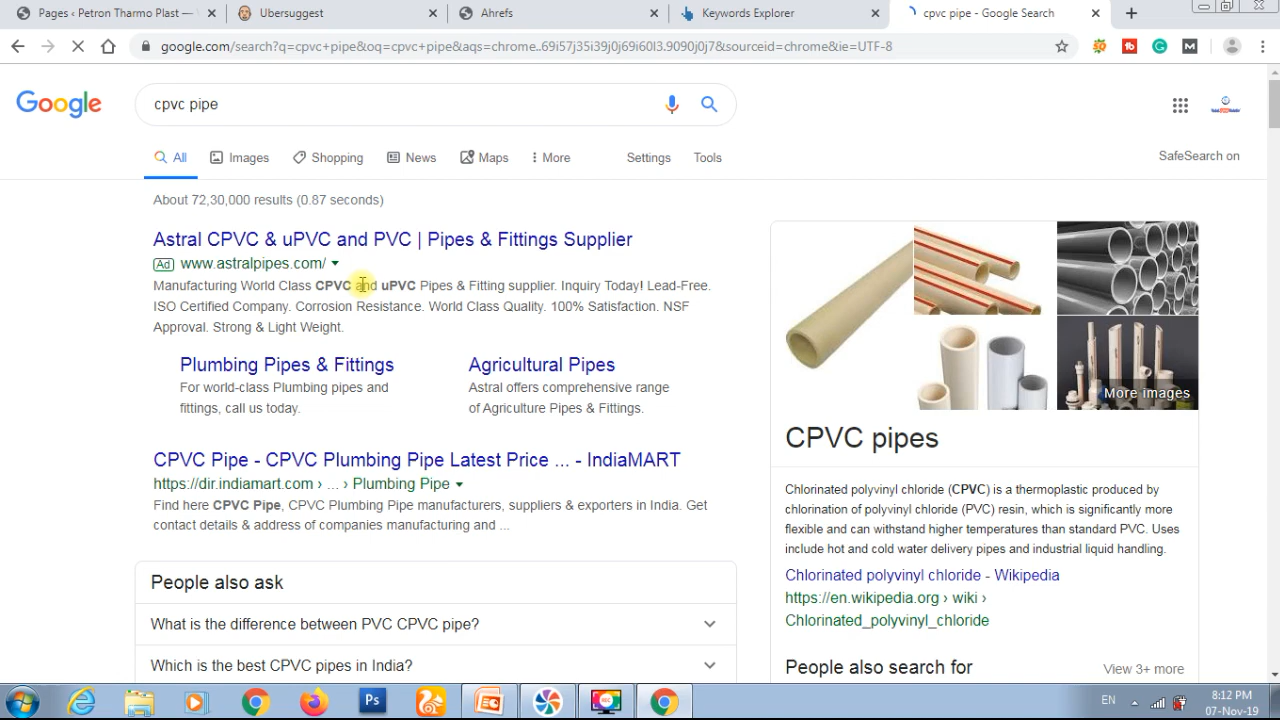 Pages ‹ Petron Tharmo Plast —
Ubersuggest
Ahrefs
Keywords Explorer
cpvc pipe - Google Search
google.com/search?q=cpvc+pipe&oq=cpvc+pipe&aqs=chrome..69i57j35i39j0j69i60l3.9090j0j7&sourceid=chrome&ie=UTF-8
Google
cpvc pipe
All
Images
Shopping
News
Maps
More
Settings
Tools
SafeSearch on
About 72,30,000 results (0.87 seconds)
Astral CPVC & uPVC and PVC | Pipes & Fittings Supplier
Ad www.astralpipes.com/
Manufacturing World Class CPVC and uPVC Pipes & Fitting supplier. Inquiry Today! Lead-Free.
ISO Certified Company. Corrosion Resistance. World Class Quality. 100% Satisfaction. NSF
Approval. Strong & Light Weight.
Plumbing Pipes & Fittings
For world-class Plumbing pipes and
fittings, call us today.
Agricultural Pipes
Astral offers comprehensive range
of Agriculture Pipes & Fittings.
CPVC Pipe - CPVC Plumbing Pipe Latest Price ... - IndiaMART
https://dir.indiamart.com › ... › Plumbing Pipe
Find here CPVC Pipe, CPVC Plumbing Pipe manufacturers, suppliers & exporters in India. Get
contact details & address of companies manufacturing and ...
People also ask
What is the difference between PVC CPVC pipe?
Which is the best CPVC pipes in India?
More images
CPVC pipes
Chlorinated polyvinyl chloride (CPVC) is a thermoplastic produced by
chlorination of polyvinyl chloride (PVC) resin, which is significantly more
flexible and can withstand higher temperatures than standard PVC. Uses
include hot and cold water delivery pipes and industrial liquid handling.
Chlorinated polyvinyl chloride - Wikipedia
https://en.wikipedia.org › wiki ›
Chlorinated_polyvinyl_chloride
People also search for
View 3+ more
Ps
EN
8:12 PM
07-Nov-19